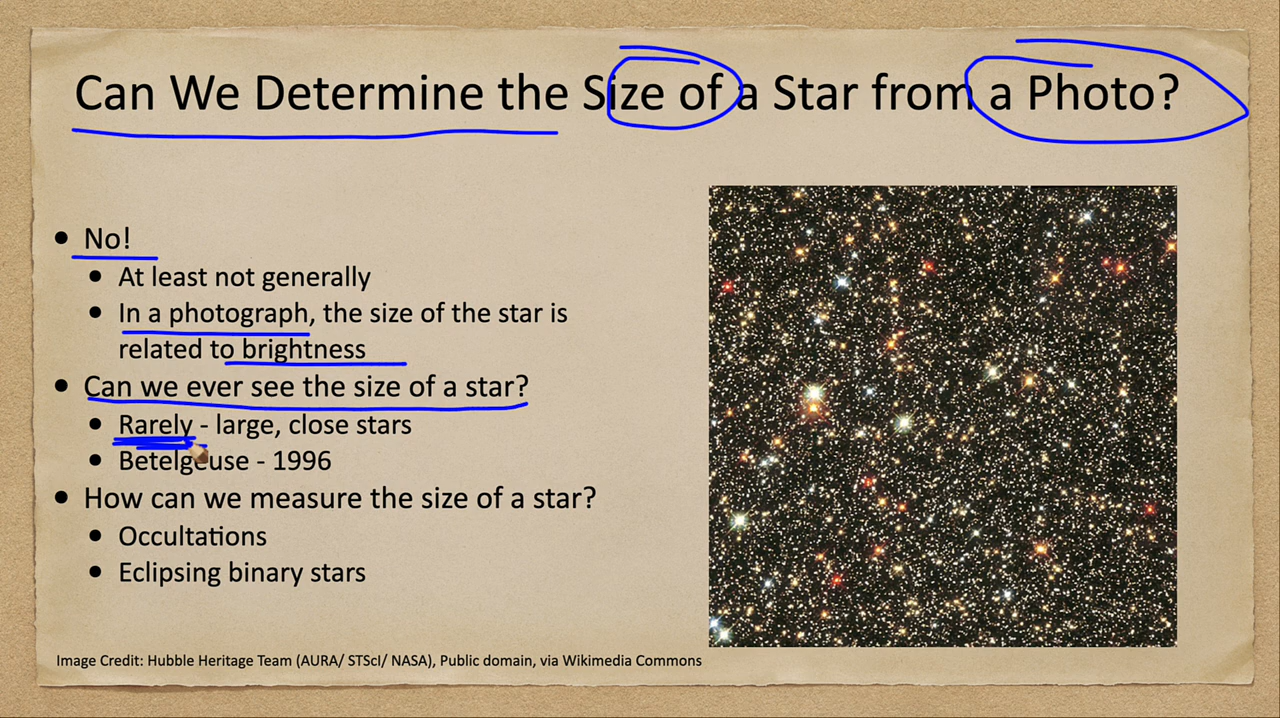 Can We Determine the Size of a Star from a Photo?
• No!
• At least not generally
• In a photograph, the size of the star is
related to brightness
• Can we ever see the size of a star?
• Rarely - large, close stars
• Betelgeuse - 1996
• How can we measure the size of a star?
• Occultations
• Eclipsing binary stars
Image Credit: Hubble Heritage Team (AURA/ STScI/ NASA), Public domain, via Wikimedia Commons